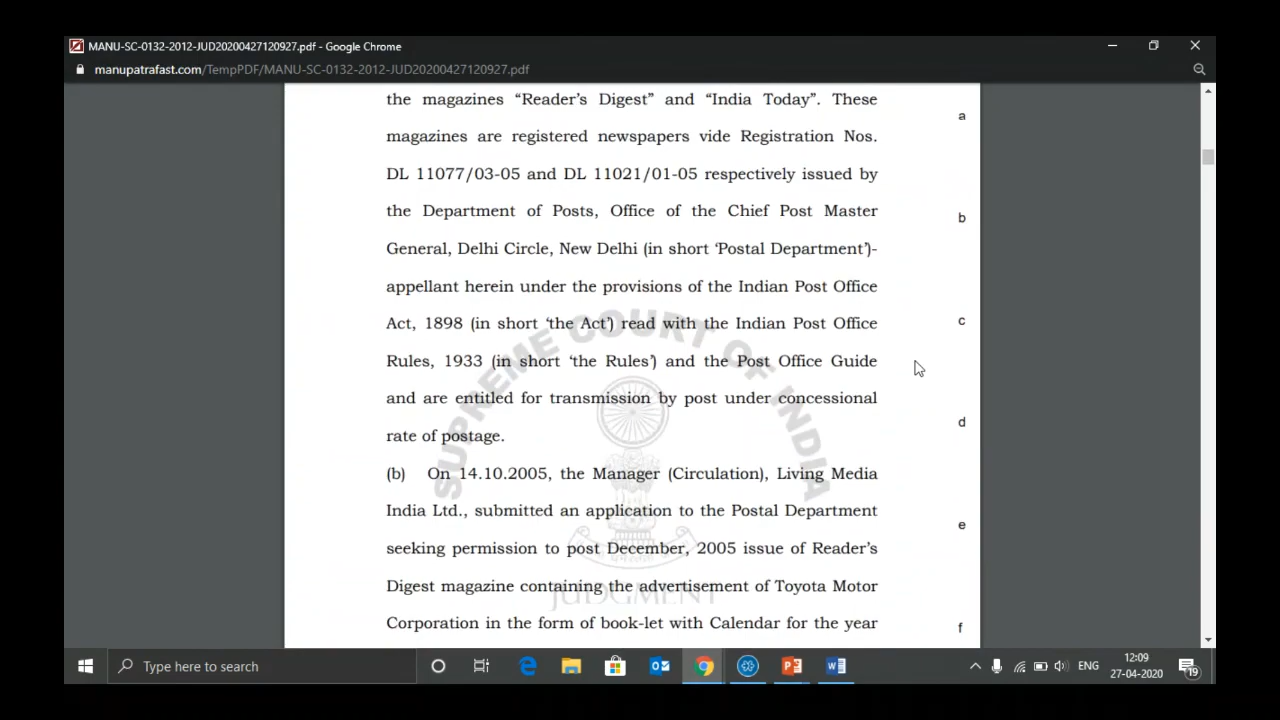 MANU-SC-0132-2012-JUD20200427120927.pdf - Google Chrome
manupatrafast.com/TempPDF/MANU-SC-0132-2012-JUD20200427120927.pdf
the magazines “Reader’s Digest” and “India Today”. These
a
magazines are registered newspapers vide Registration Nos.
DL 11077/03-05 and DL 11021/01-05 respectively issued by
the Department of Posts, Office of the Chief Post Master
b
General, Delhi Circle, New Delhi (in short ‘Postal Department’)-
appellant herein under the provisions of the Indian Post Office
Act, 1898 (in short ‘the Act’) read with the Indian Post Office
c
Rules, 1933 (in short ‘the Rules’) and the Post Office Guide
and are entitled for transmission by post under concessional
d
rate of postage.
(b) On 14.10.2005, the Manager (Circulation), Living Media
India Ltd., submitted an application to the Postal Department
e
seeking permission to post December, 2005 issue of Reader’s
Digest magazine containing the advertisement of Toyota Motor
Corporation in the form of book-let with Calendar for the year
f
SUPREME COURT OF INDIA
JUDGMENT
Type here to search
ENG
12:09
27-04-2020
19